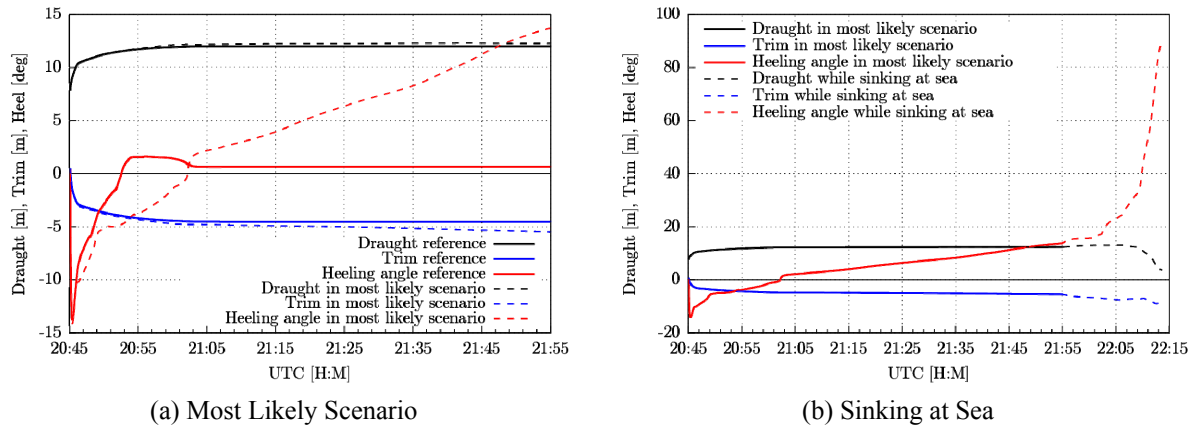 15
10
5
0
-5
-10
-15
Draught [m], Trim [m], Heel [deg]
Draught reference
Trim reference
Heeling angle reference
Draught in most likely scenario
Trim in most likely scenario
Heeling angle in most likely scenario
20:45 20:55 21:05 21:15 21:25 21:35 21:45 21:55
UTC [H:M]
(a) Most Likely Scenario
100
80
60
40
20
0
-20
Draught [m], Trim [m], Heel [deg]
Draught in most likely scenario
Trim in most likely scenario
Heeling angle in most likely scenario
Draught while sinking at sea
Trim while sinking at sea
Heeling angle while sinking at sea
20:45 20:55 21:05 21:15 21:25 21:35 21:45 21:55 22:05 22:15
UTC [H:M]
(b) Sinking at Sea